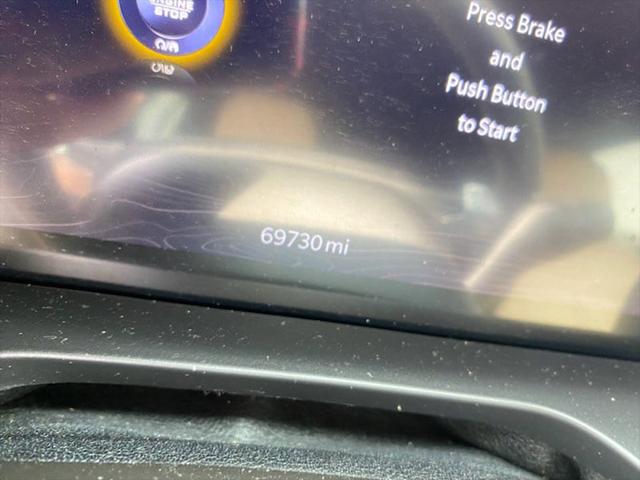 ENGINE
STOP
Press Brake
and
Push Button
to Start
69730 mi